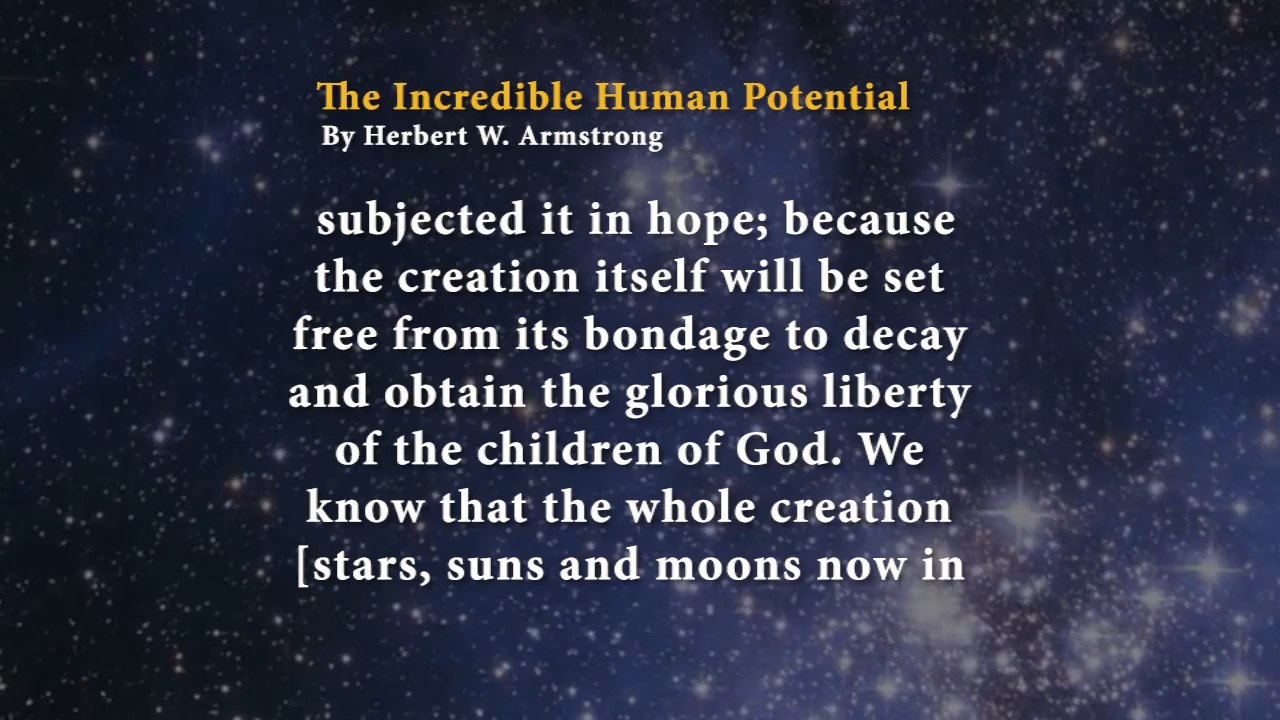 The Incredible Human Potential
By Herbert W. Armstrong
subjected it in hope; because
the creation itself will be set
free from its bondage to decay
and obtain the glorious liberty
of the children of God. We
know that the whole creation
[stars, suns and moons now in